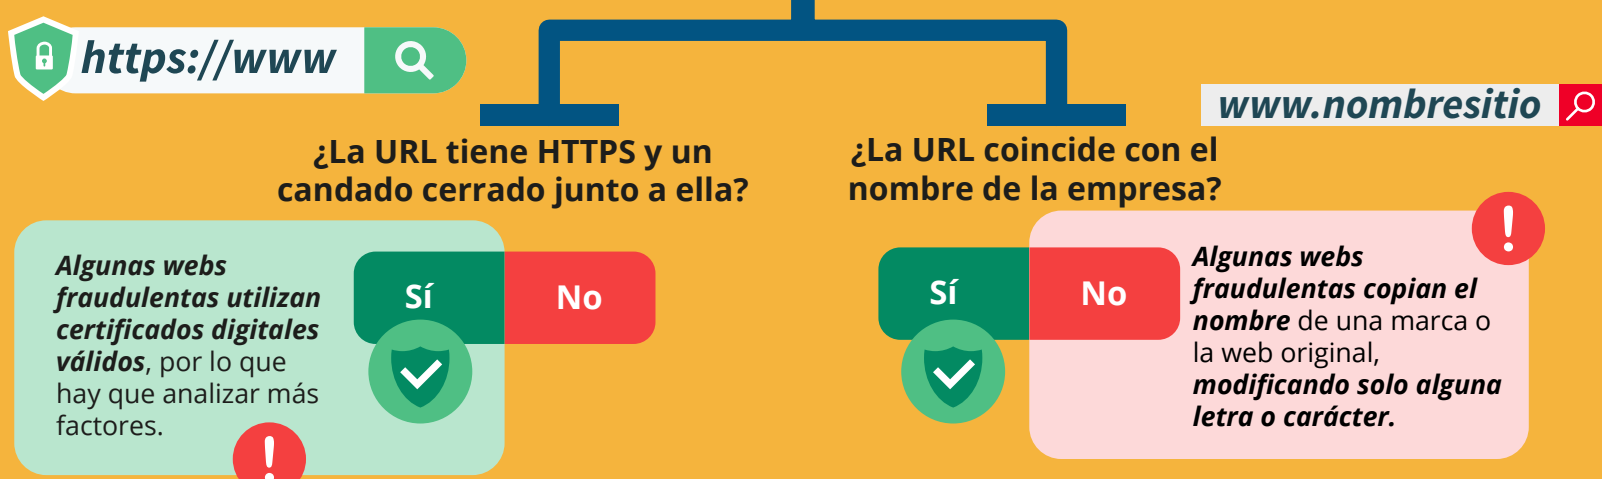 https://www
www.nombresitio
¿La URL tiene HTTPS y un
candado cerrado junto a ella?
Algunas webs
fraudulentas utilizan
certificados digitales
válidos, por lo que
hay que analizar más
factores.
Sí
No
¿La URL coincide con el
nombre de la empresa?
Sí
No
Algunas webs
fraudulentas copian el
nombre de una marca o
la web original,
modificando solo alguna
letra o carácter.